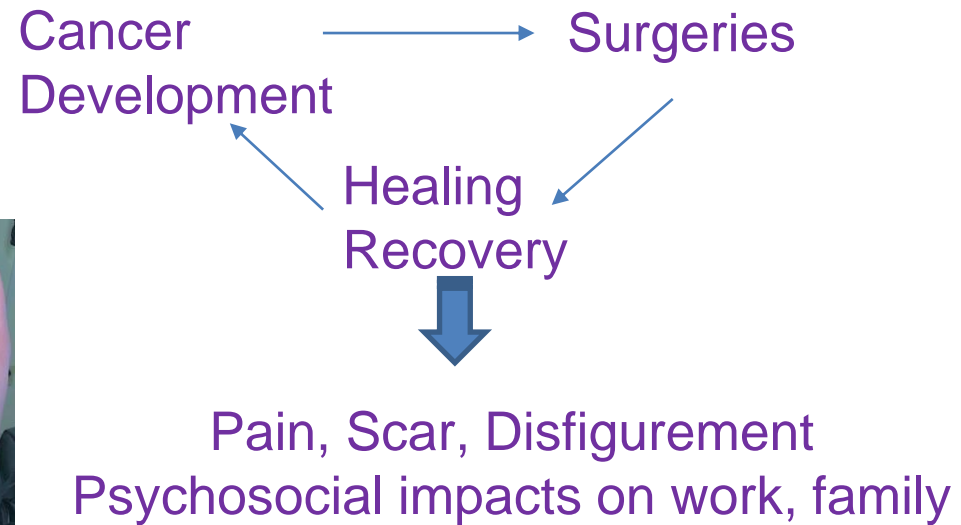 Cancer
Development
Surgeries
Healing
Recovery
Pain, Scar, Disfigurement
Psychosocial impacts on work, family